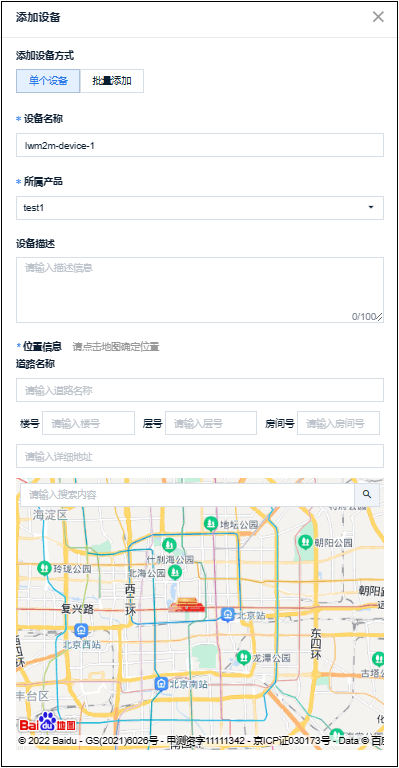 添加设备
添加设备方式
单个设备 批量添加
* 设备名称
lwm2m-device-1
* 所属产品
test1
设备描述
请输入描述信息
0/100
* 位置信息 请点击地图确定位置
道路名称
请输入道路名称
楼号 请输入楼号 层号 请输入层号 房间号 请输入房间号
请输入详细地址
请输入搜索内容
海淀区
地坛公园
朝阳公园
什刹海公园
北海公园
玲珑公园
西二环
朝阳路
复兴路
北京站
北京西站
东四环
龙潭公园
古塔公
北京南站
丰台区
Bai du 地图
© 2022 Baidu - GS(2021)6026号 - 甲测资字11111342 - 京ICP证030173号 - Data © 百